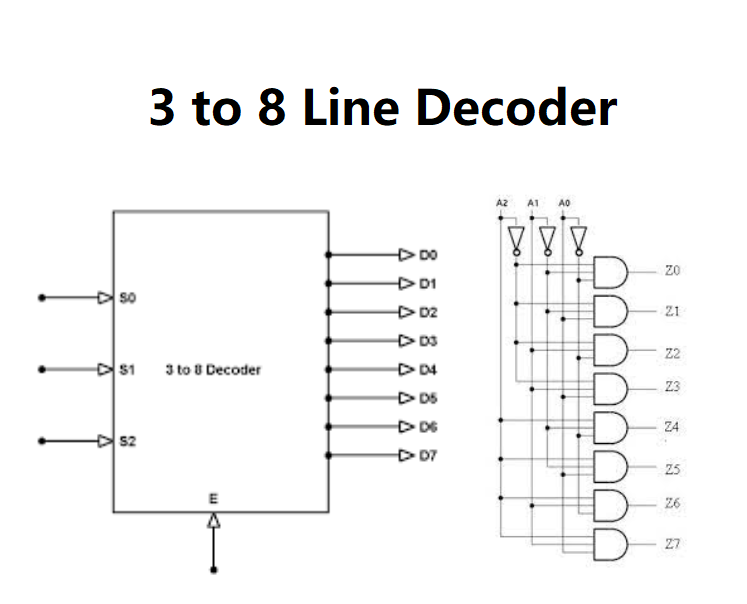 3 to 8 Line Decoder
S0
S1
S2
3 to 8 Decoder
E
D0
D1
D2
D3
D4
D5
D6
D7
A2 A1 A0
Z0
Z1
Z2
Z3
Z4
Z5
Z6
Z7